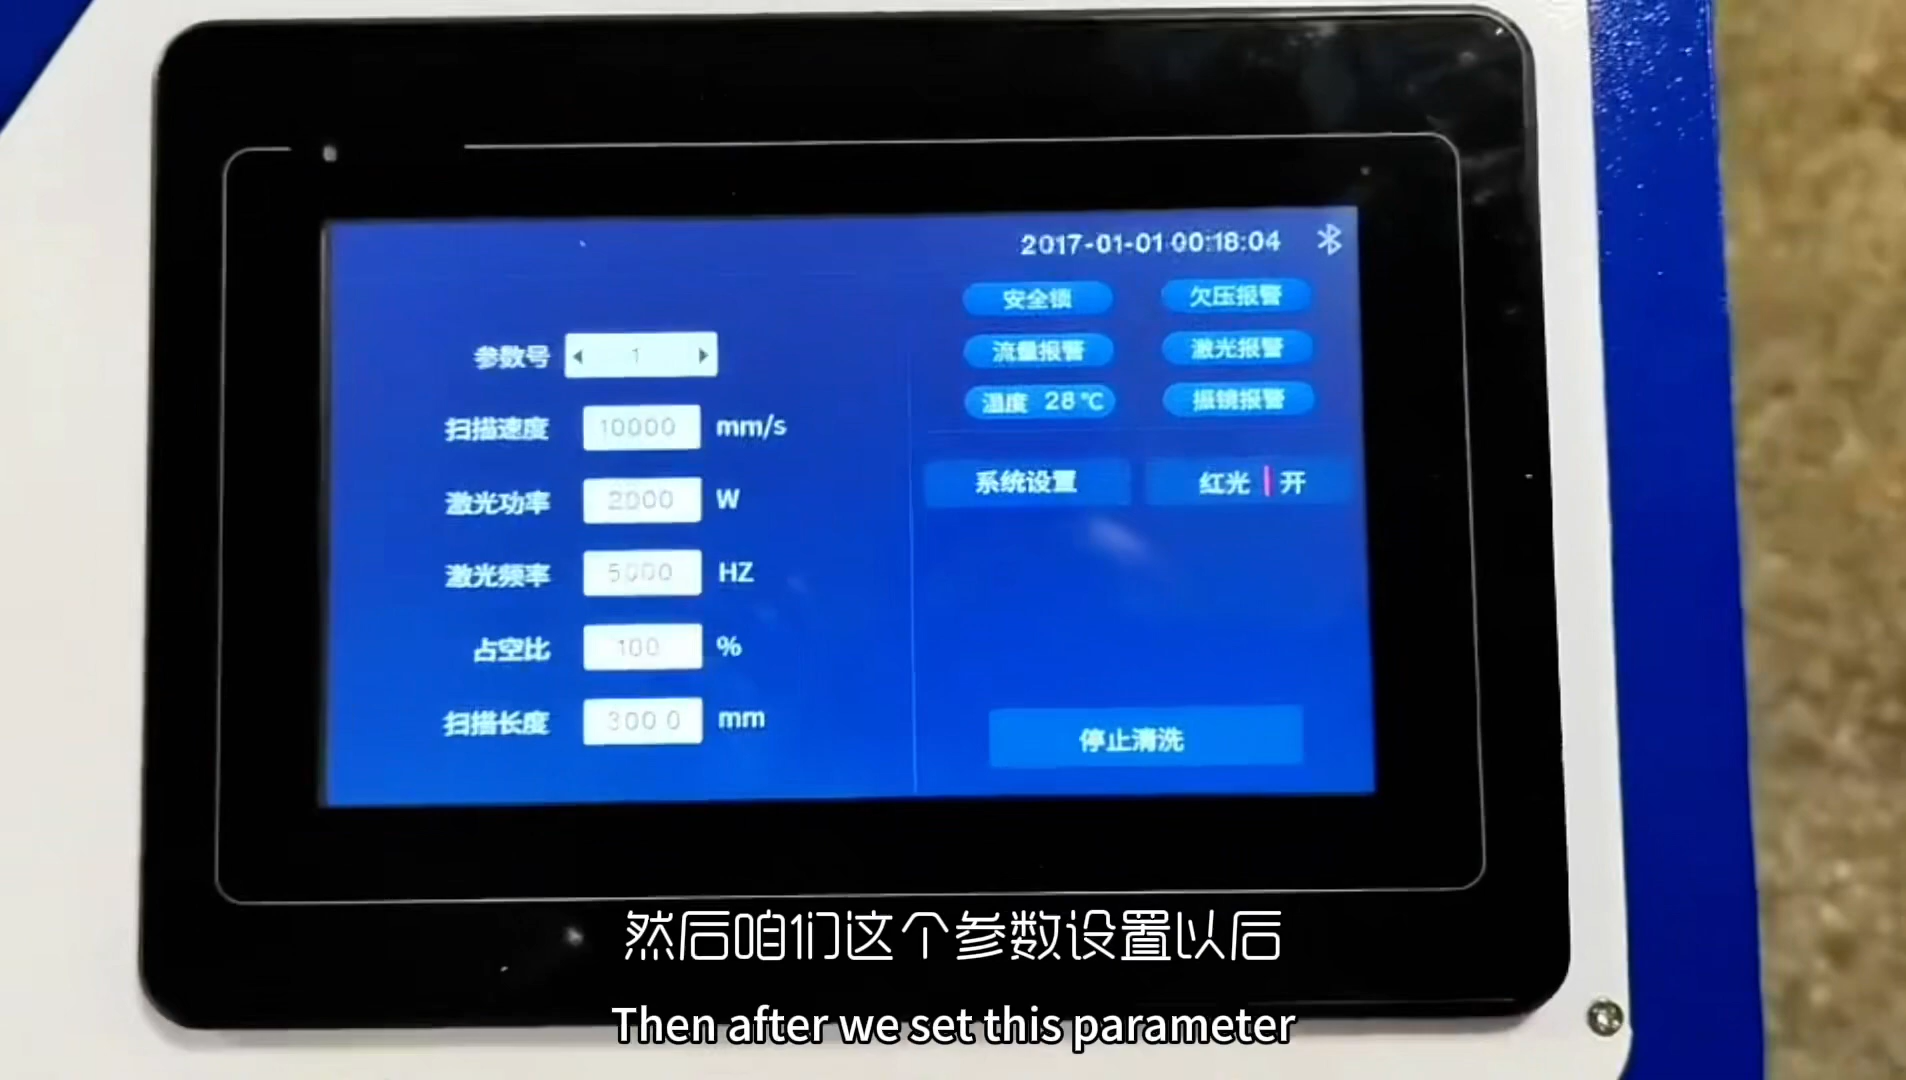 2017-01-01 00:18:04
安全锁 欠压报警
参数号 1 流量报警 激光报警
温度 28℃ 振镜报警
扫描速度 10000 mm/s
系统设置 红光 开
激光功率 2000 W
激光频率 5000 HZ
占空比 100 %
扫描长度 300.0 mm
停止清洗
然后咱们这个参数设置以后
Then after we set this parameter